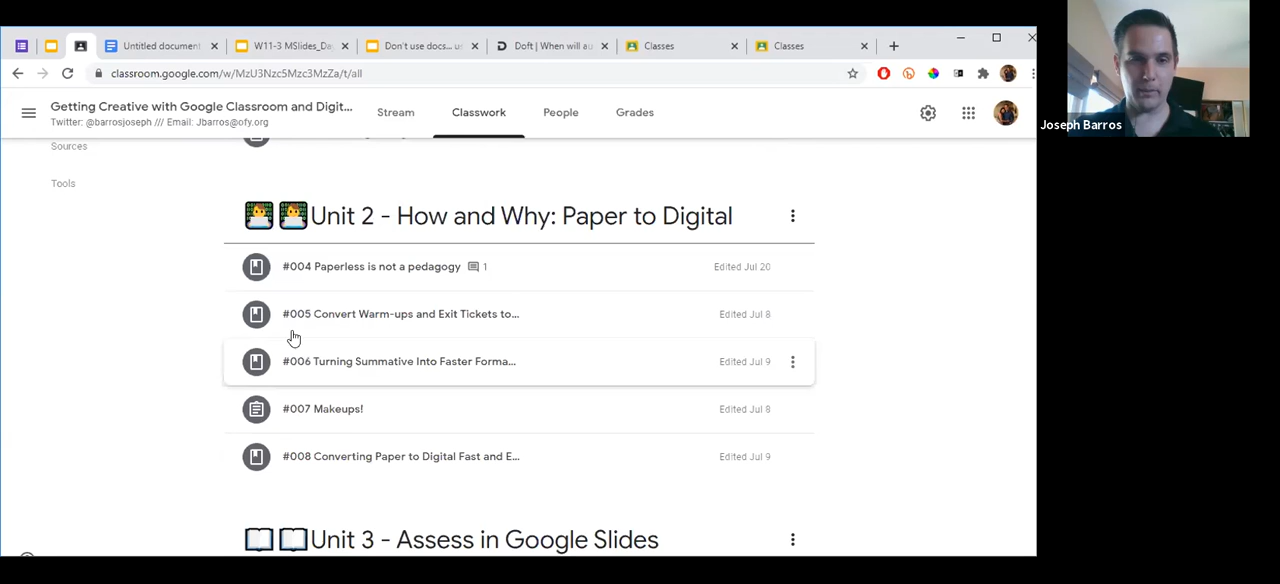 Untitled documen
W11-3 MSlides_Da
Don't use docs... us
Doft | When will au
Classes
Classes
classroom.google.com/w/MzU3Nzc5Mzc3MzZa/t/all
Getting Creative with Google Classroom and Digit...
Twitter: @barrosjoseph /// Email: Jbarros@ofy.org
Stream
Classwork
People
Grades
Joseph Barros
Sources
Tools
Unit 2 - How and Why: Paper to Digital
#004 Paperless is not a pedagogy 1
Edited Jul 20
#005 Convert Warm-ups and Exit Tickets to...
Edited Jul 8
#006 Turning Summative Into Faster Forma...
Edited Jul 9
#007 Makeups!
Edited Jul 8
#008 Converting Paper to Digital Fast and E...
Edited Jul 9
Unit 3 - Assess in Google Slides